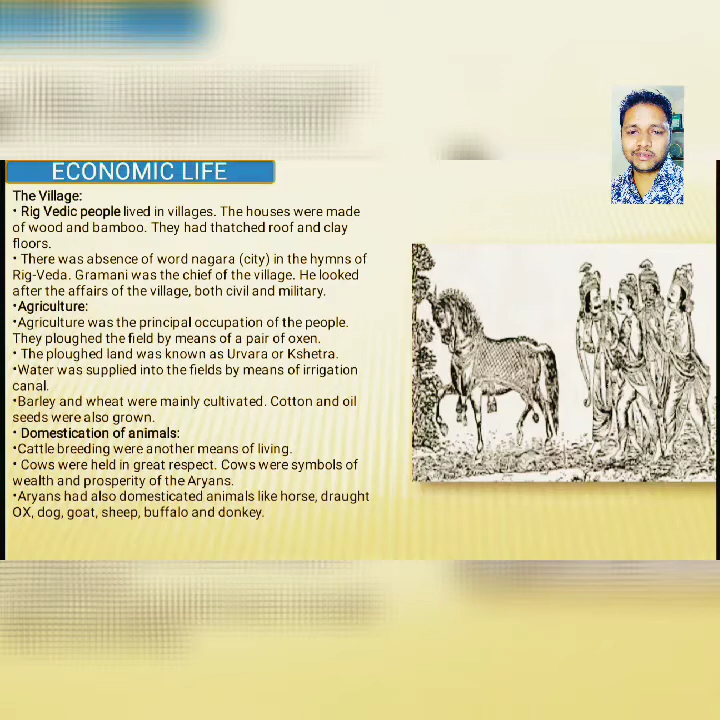 ECONOMIC LIFE
The Village:
• Rig Vedic people lived in villages. The houses were made
of wood and bamboo. They had thatched roof and clay
floors.
• There was absence of word nagara (city) in the hymns of
Rig-Veda. Gramani was the chief of the village. He looked
after the affairs of the village, both civil and military.
•Agriculture:
•Agriculture was the principal occupation of the people.
They ploughed the field by means of a pair of oxen.
• The ploughed land was known as Urvara or Kshetra.
•Water was supplied into the fields by means of irrigation
canal.
•Barley and wheat were mainly cultivated. Cotton and oil
seeds were also grown.
• Domestication of animals:
•Cattle breeding were another means of living.
• Cows were held in great respect. Cows were symbols of
wealth and prosperity of the Aryans.
•Aryans had also domesticated animals like horse, draught
OX, dog, goat, sheep, buffalo and donkey.